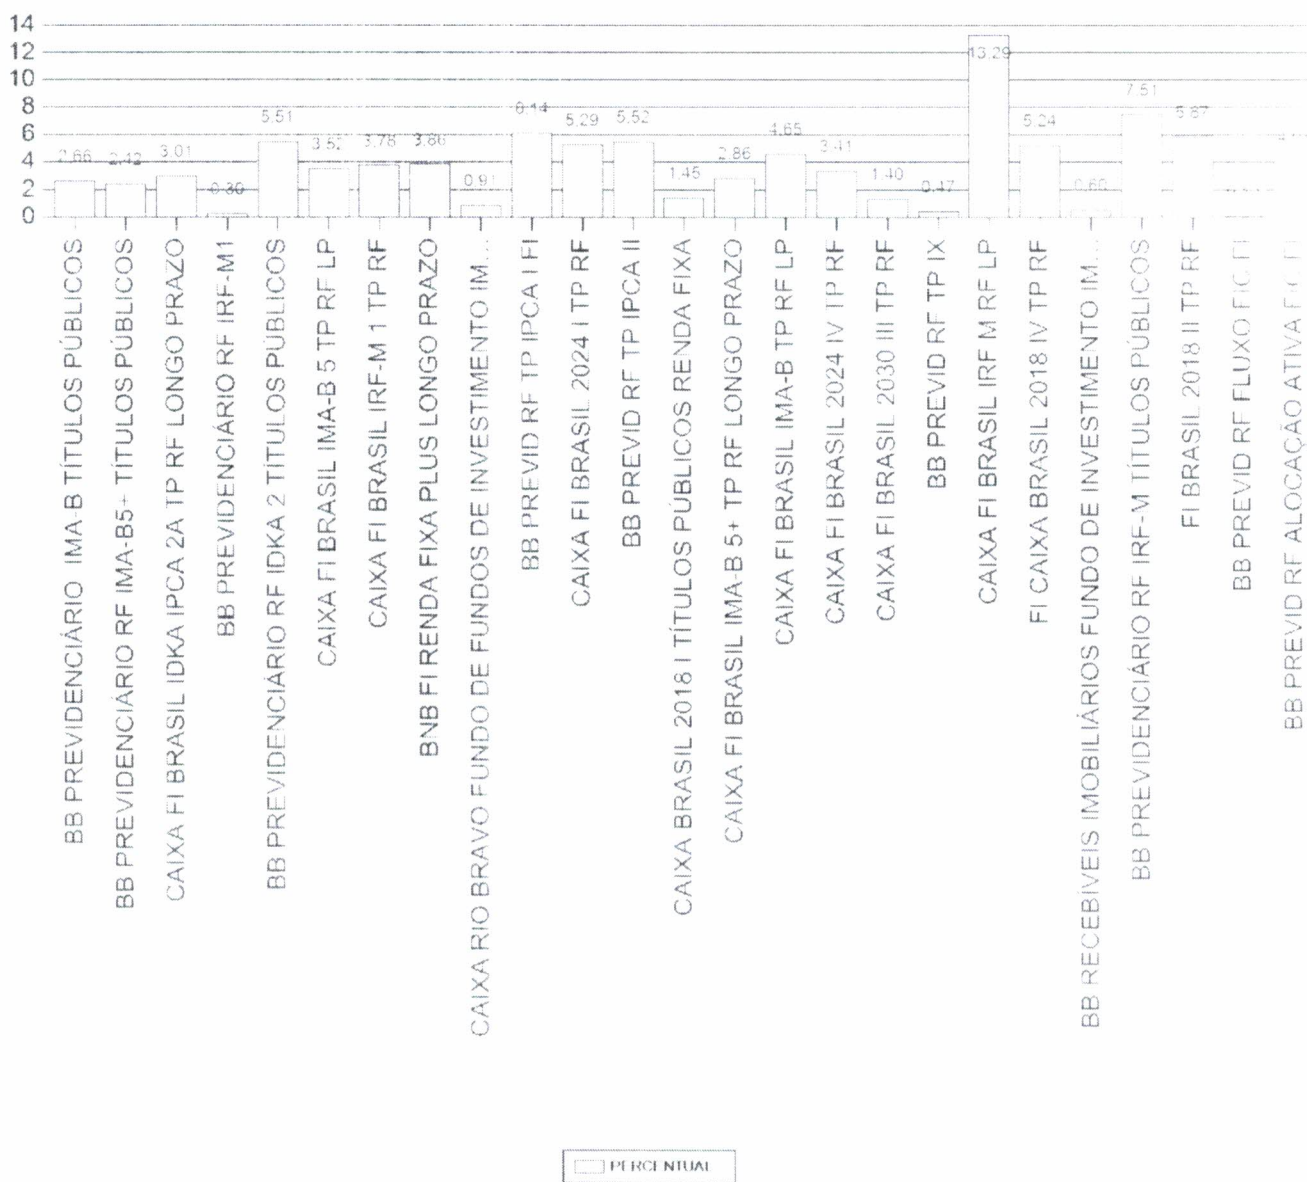 14
12
10
8
6
4
2
0
2.66
2.42
3.01
0.30
5.51
3.52
3.78
3.86
0.91
6.14
5.29
5.52
1.45
2.86
4.65
3.41
1.40
0.47
13.29
5.24
0.60
7.51
5.87
BB PREVIDENCIÁRIO IMA-B TÍTULOS PÚBLICOS
BB PREVIDENCIÁRIO RF IMA-B5+ TÍTULOS PÚBLICOS
CAIXA FI BRASIL IDKA IPCA 2A TP RF LONGO PRAZO
BB PREVIDENCIÁRIO RF IRF-M1
BB PREVIDENCIÁRIO RF IDKA 2 TÍTULOS PÚBLICOS
CAIXA FI BRASIL IMA-B 5 TP RF LP
CAIXA FI BRASIL IRF-M 1 TP RF
BNB FI RENDA FIXA PLUS LONGO PRAZO
CAIXA RIO BRAVO FUNDO DE FUNDOS DE INVESTIMENTO IM...
BB PREVID RF TP IPCA I FI
CAIXA FI BRASIL 2024 I TP RF
BB PREVID RF TP IPCA II
CAIXA BRASIL 2018 I TÍTULOS PÚBLICOS RENDA FIXA
CAIXA FI BRASIL IMA-B 5+ TP RF LONGO PRAZO
CAIXA FI BRASIL IMA-B TP RF LP
CAIXA FI BRASIL 2024 IV TP RF
CAIXA FI BRASIL 2030 III TP RF
BB PREVID RF TP IX
CAIXA FI BRASIL IRF M RF LP
FI CAIXA BRASIL 2018 IV TP RF
BB RECEBÍVEIS IMOBILIÁRIOS FUNDO DE INVESTIMENTO IM...
BB PREVIDENCIÁRIO RF IRF-M TÍTULOS PÚBLICOS
FI BRASIL 2018 II TP RF
BB PREVID RF FLUXO FIC FI
BB PREVID RF ALOCAÇÃO ATIVA FIC FI
PERCENTUAL